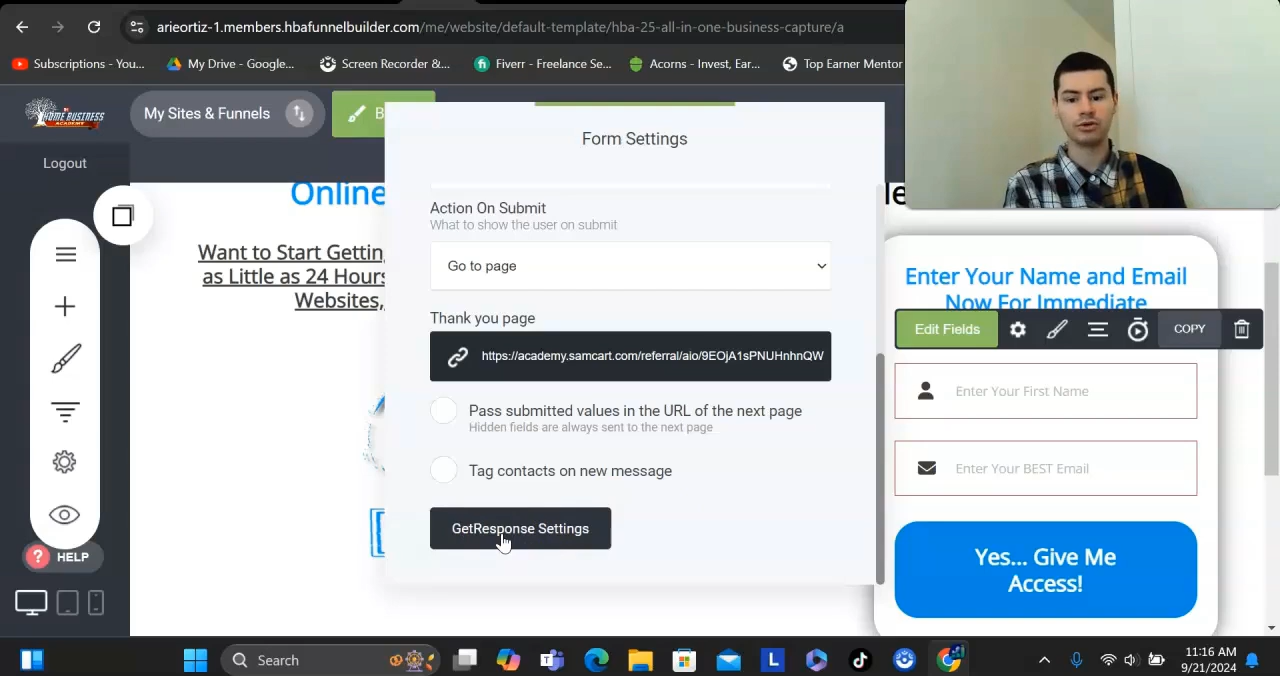 arieortiz-1.members.hbafunnelbuilder.com/me/website/default-template/hba-25-all-in-one-business-capture/a
Subscriptions - You...
My Drive - Google...
Screen Recorder &...
Fiverr - Freelance Se...
Acorns - Invest, Ear...
Top Earner Mentor
HOME BUSINESS
ACADEMY
My Sites & Funnels
B
Logout
Form Settings
Online
Want to Start Getting
as Little as 24 Hours
Websites,
Action On Submit
What to show the user on submit
Go to page
Thank you page
https://academy.samcart.com/referral/aio/9EOjA1sPNUHnhnQW
Pass submitted values in the URL of the next page
Hidden fields are always sent to the next page
Tag contacts on new message
GetResponse Settings
Enter Your Name and Email
Now For Immediate
Edit Fields
COPY
Enter Your First Name
Enter Your BEST Email
Yes... Give Me
Access!
? HELP
Search
11:16 AM
9/21/2024